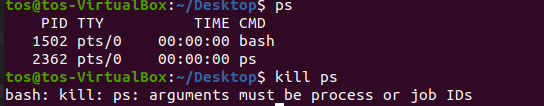 tos@tos-VirtualBox:~/Desktop$ ps
    PID TTY          TIME CMD
   1502 pts/0    00:00:00 bash
   2362 pts/0    00:00:00 ps
tos@tos-VirtualBox:~/Desktop$ kill ps
bash: kill: ps: arguments must be process or job IDs